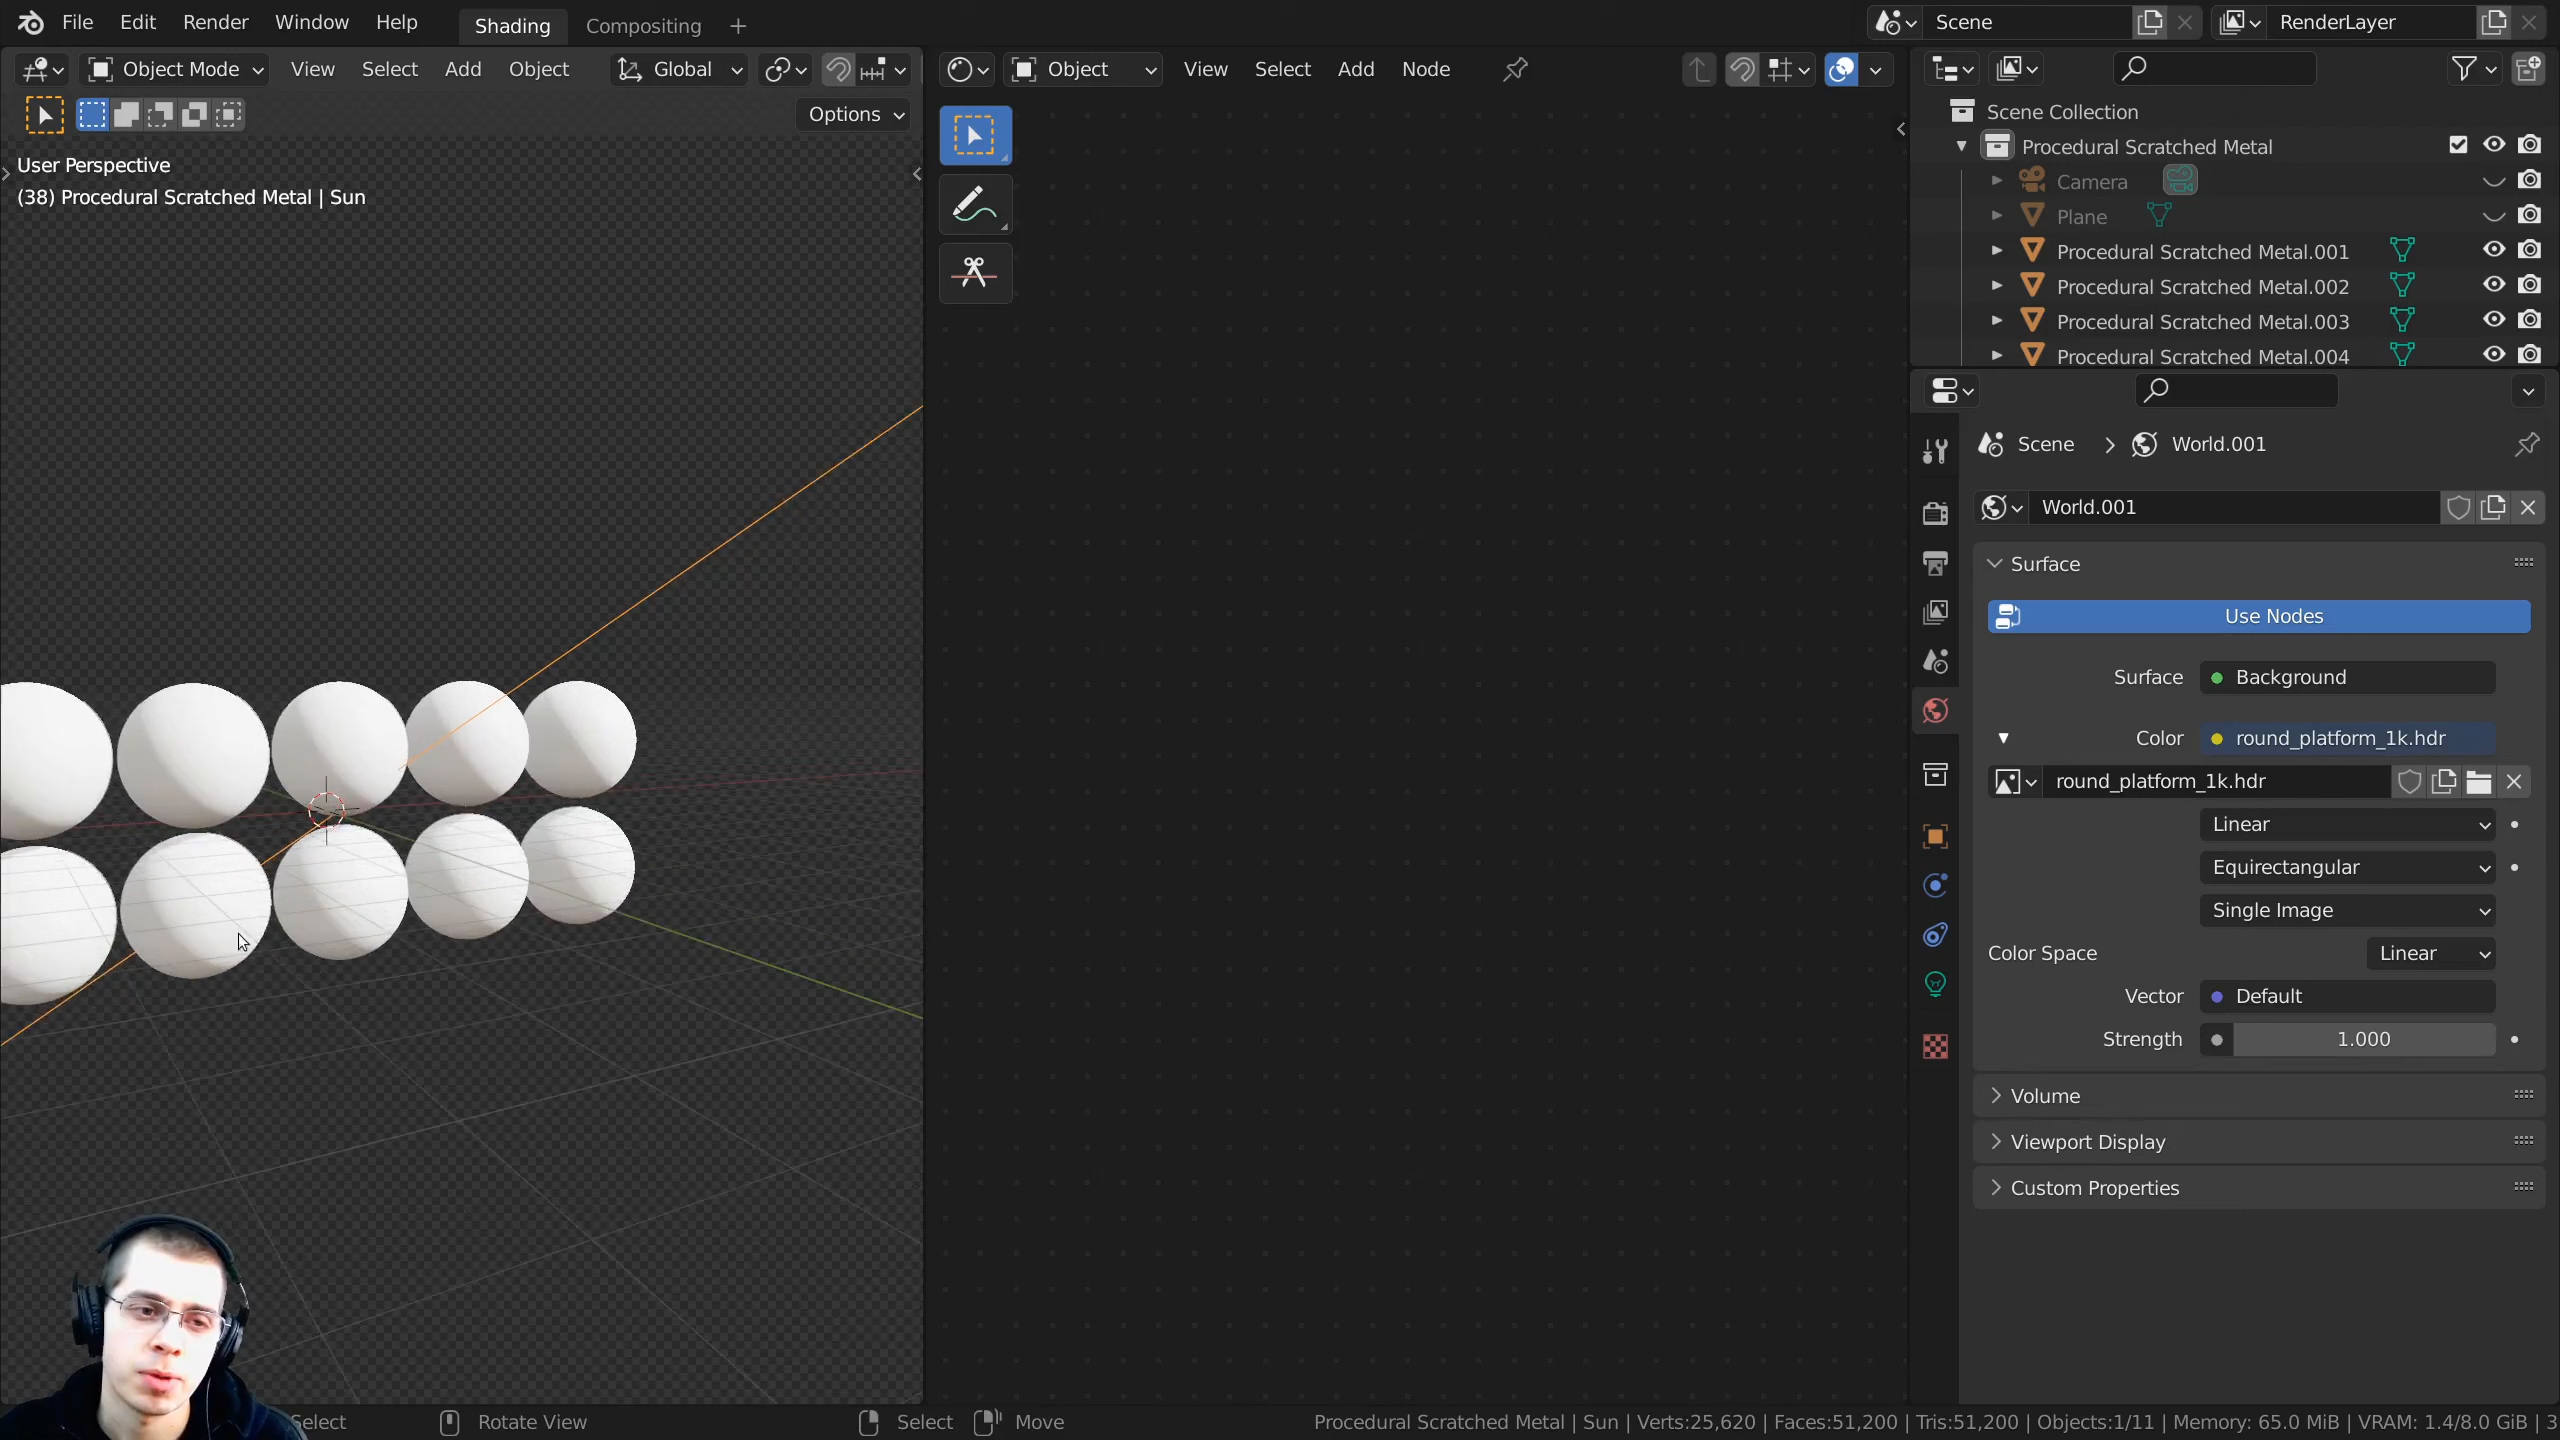 File Edit Render Window Help Shading Compositing + Scene RenderLayer
Object Mode View Select Add Object Global Object View Select Add Node
Options
User Perspective
(38) Procedural Scratched Metal | Sun
Scene Collection
Procedural Scratched Metal
Camera
Plane
Procedural Scratched Metal.001
Procedural Scratched Metal.002
Procedural Scratched Metal.003
Procedural Scratched Metal.004
Scene > World.001
World.001
Surface
Use Nodes
Surface Background
Color round_platform_1k.hdr
round_platform_1k.hdr
Linear
Equirectangular
Single Image
Color Space Linear
Vector Default
Strength 1.000
Volume
Viewport Display
Custom Properties
Select Rotate View Select Move Procedural Scratched Metal | Sun | Verts:25,620 | Faces:51,200 | Tris:51,200 | Objects:1/11 | Memory: 65.0 MiB | VRAM: 1.4/8.0 GiB | 3